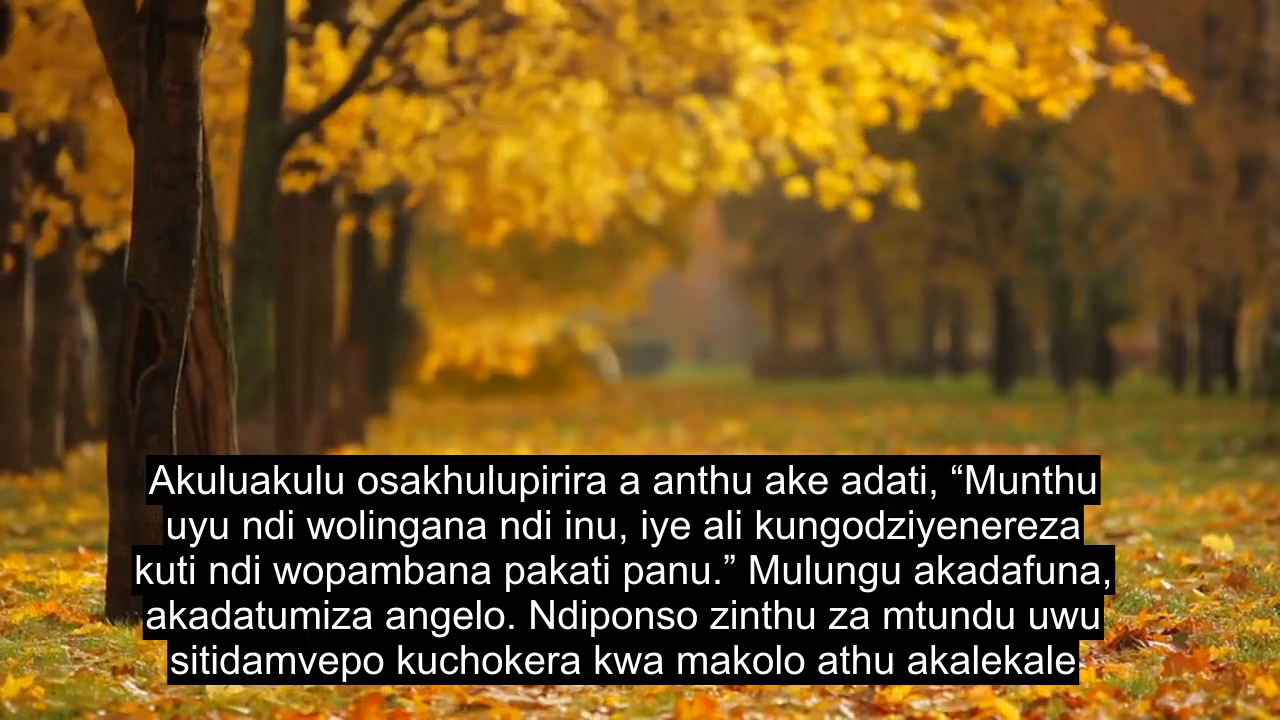 Akuluakulu osakhulupirira a anthu ake adati, “Munthu
uyu ndi wolingana ndi inu, iye ali kungodziyenereza
kuti ndi wopambana pakati panu.” Mulungu akadafuna,
akadatumiza angelo. Ndiponso zinthu za mtundu uwu
sitidamvepo kuchokera kwa makolo athu akalekale